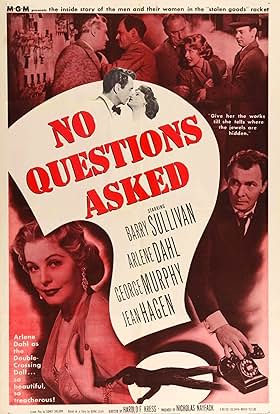 M-G-M presents the inside story of the men and their women in the "stolen goods" racket
"Give her the works till she tells where the jewels are hidden!"
NO
QUESTIONS
ASKED
STARRING
BARRY SULLIVAN
ARLENE DAHL
GEORGE MURPHY
JEAN HAGEN
Arlene
Dahl as the
Double-
Crossing
Doll...
so
beautiful,
so
treacherous!
DIRECTED BY HAROLD F. KRESS
PRODUCED BY NICHOLAS NAYFACK